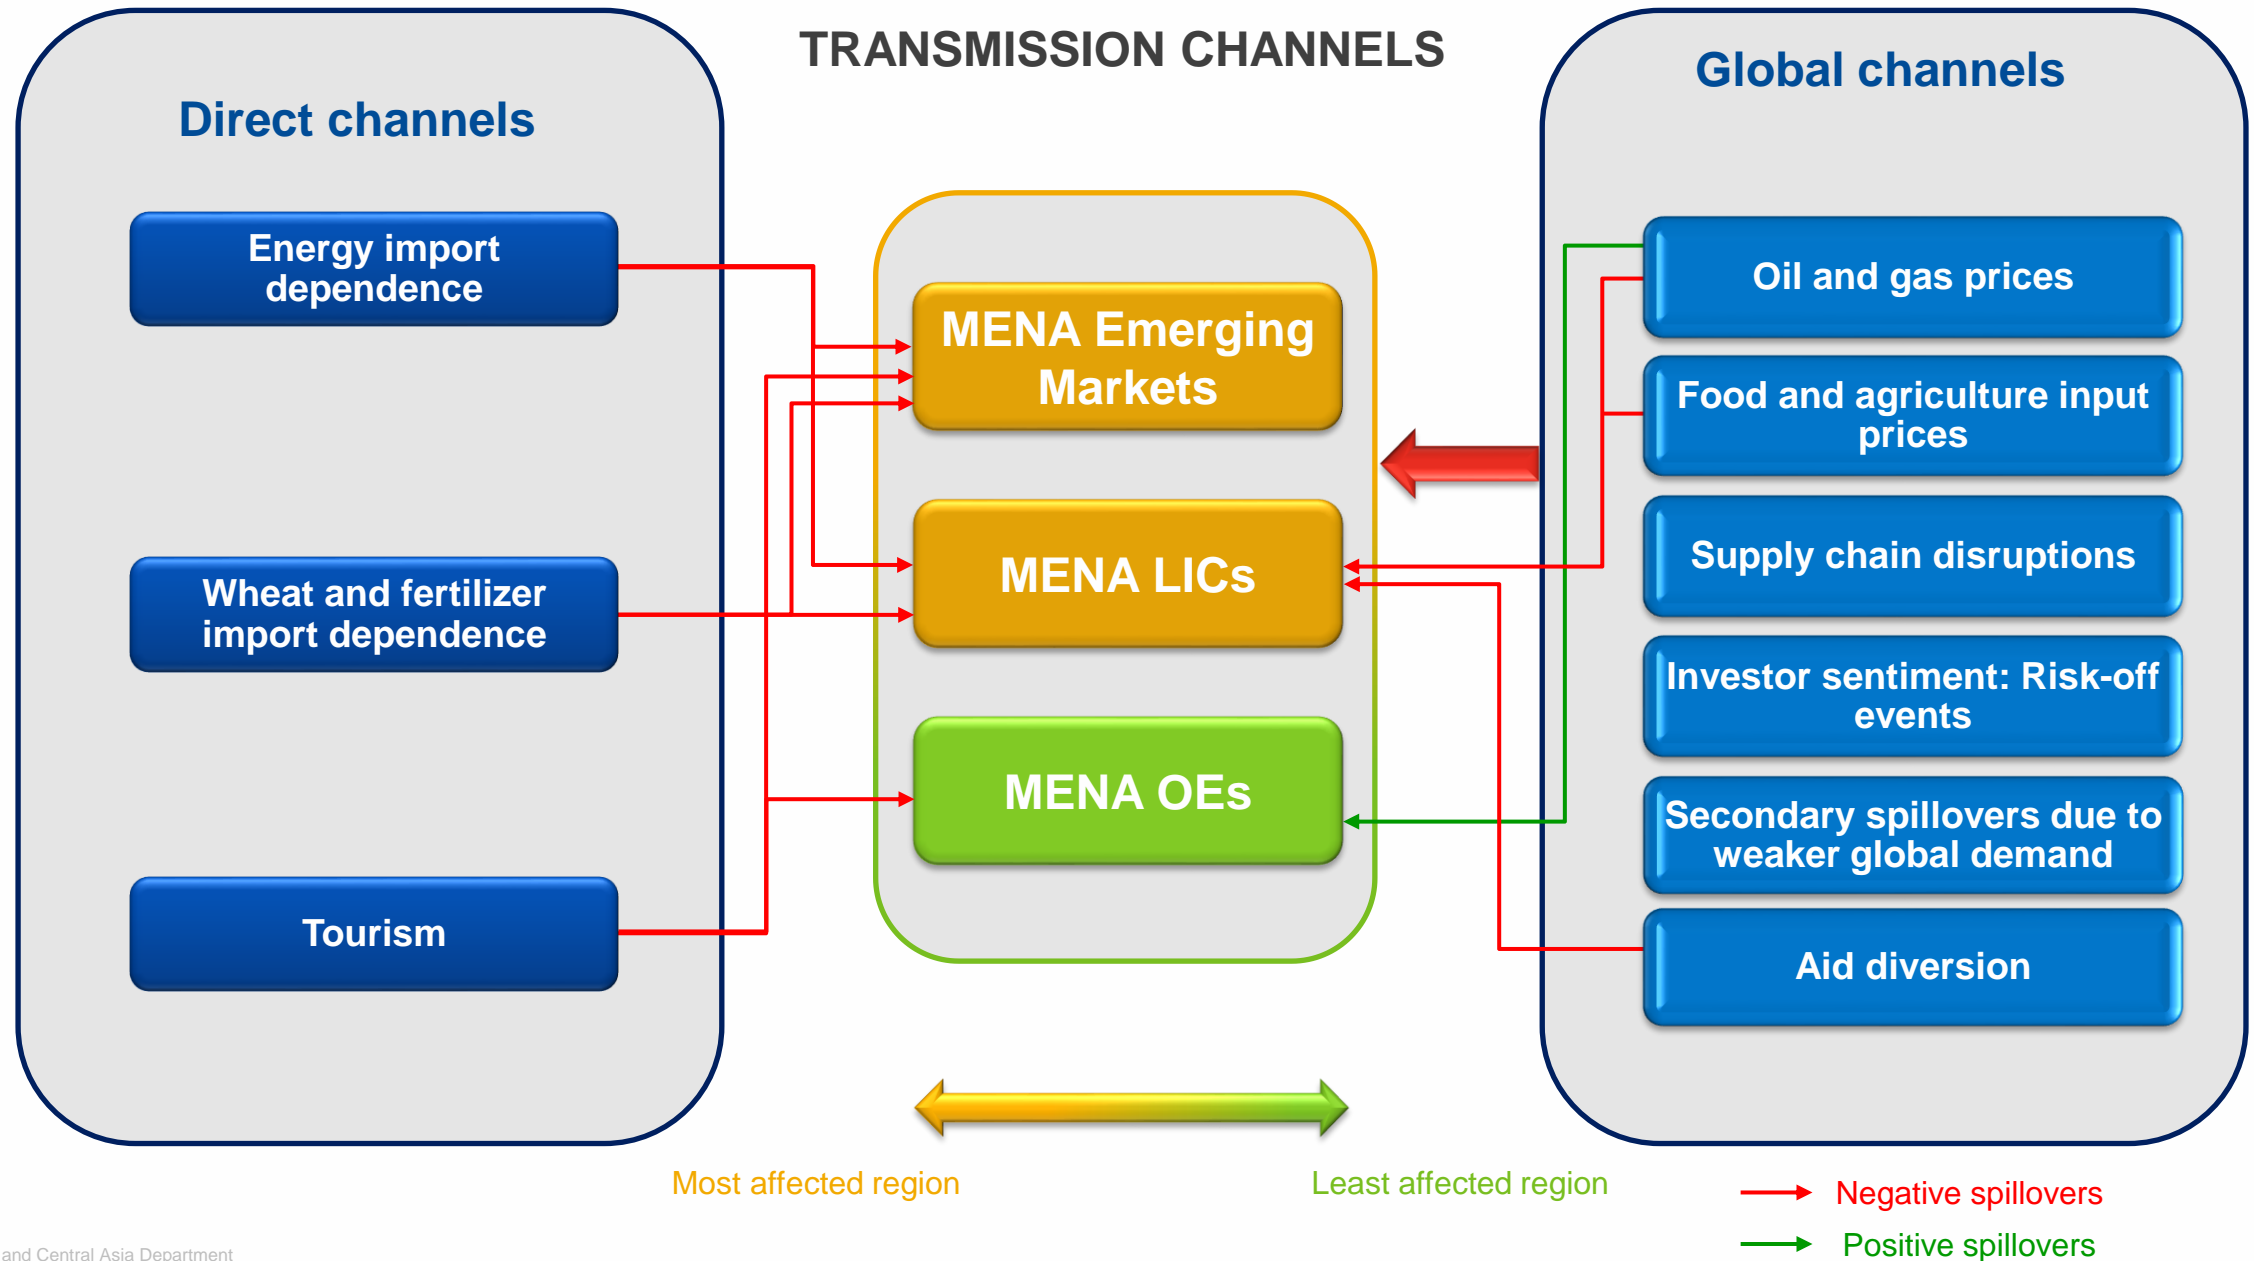 TRANSMISSION CHANNELS
Direct channels
Energy import
dependence
Wheat and fertilizer
import dependence
Tourism
MENA Emerging
Markets
MENA LICs
MENA OEs
Global channels
Oil and gas prices
Food and agriculture input
prices
Supply chain disruptions
Investor sentiment: Risk-off
events
Secondary spillovers due to
weaker global demand
Aid diversion
Most affected region
Least affected region
Negative spillovers
Positive spillovers
and Central Asia Department